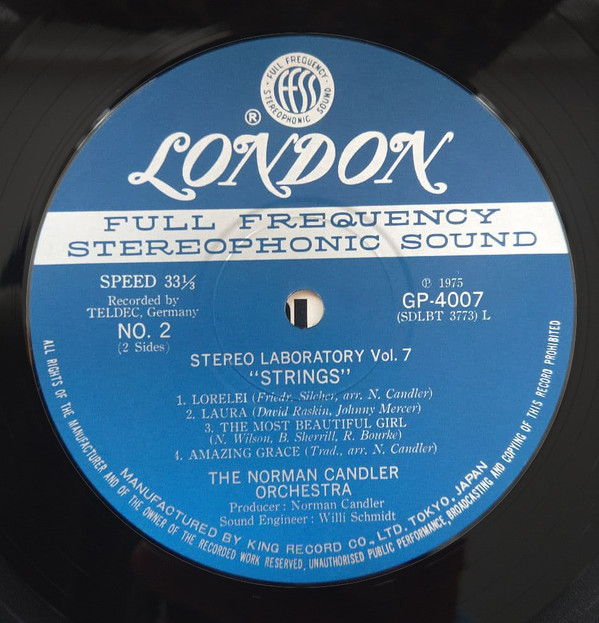 FULL FREQUENCY
ffss
STEREOPHONIC SOUND
®
LONDON
FULL FREQUENCY
STEREOPHONIC SOUND
SPEED 33⅓
Recorded by
TELDEC, Germany
NO. 2
(2 Sides)
Ⓟ 1975
GP-4007
(SDLBT 3773) L
STEREO LABORATORY Vol. 7
"STRINGS"
1. LORELEI (Friedr. Silcher, arr. N. Candler)
2. LAURA (David Raskin, Johnny Mercer)
3. THE MOST BEAUTIFUL GIRL
(N. Wilson, B. Sherrill, R. Bourke)
4. AMAZING GRACE (Trad., arr. N. Candler)
THE NORMAN CANDLER
ORCHESTRA
Producer : Norman Candler
Sound Engineer : Willi Schmidt
MANUFACTURED BY KING RECORD CO., LTD. TOKYO, JAPAN
ALL RIGHTS OF THE MANUFACTURER AND OF THE OWNER OF THE RECORDED WORK RESERVED, UNAUTHORISED PUBLIC PERFORMANCE, BROADCASTING AND COPYING OF THIS RECORD PROHIBITED